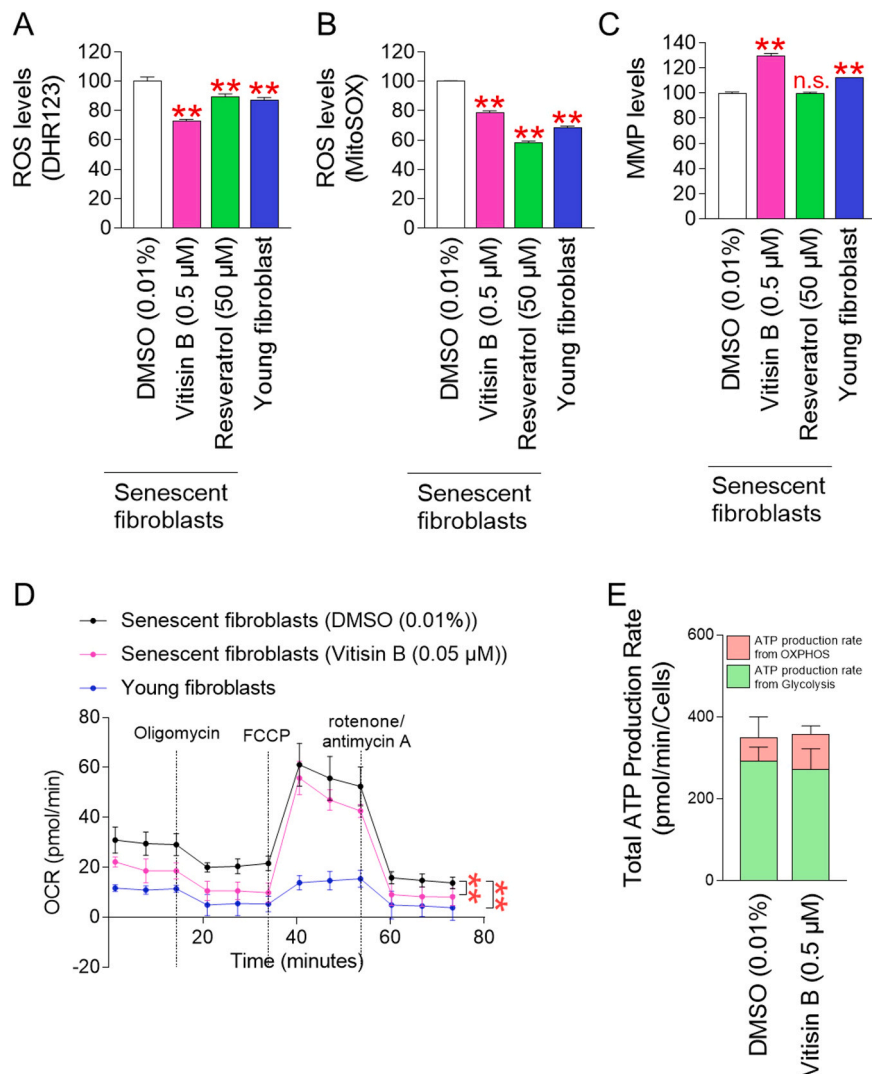 A
ROS levels
(DHR123)
120
100
80
60
40
20
0
**
**
**
DMSO (0.01%)
Vitisin B (0.5 µM)
Resveratrol (50 µM)
Young fibroblast
Senescent
fibroblasts
B
ROS levels
(MitoSOX)
120
100
80
60
40
20
0
**
**
**
DMSO (0.01%)
Vitisin B (0.5 µM)
Resveratrol (50 µM)
Young fibroblast
Senescent
fibroblasts
C
MMP levels
140
120
100
80
60
40
20
0
**
n.s.
**
DMSO (0.01%)
Vitisin B (0.5 µM)
Resveratrol (50 µM)
Young fibroblast
Senescent
fibroblasts
D
Senescent fibroblasts (DMSO (0.01%))
Senescent fibroblasts (Vitisin B (0.05 µM))
Young fibroblasts
OCR (pmol/min)
80
60
40
20
0
-20
Oligomycin
FCCP
rotenone/
antimycin A
**
**
20
40
60
80
Time (minutes)
E
Total ATP Production Rate
(pmol/min/Cells)
600
400
200
0
ATP production rate
from OXPHOS
ATP production rate
from Glycolysis
DMSO (0.01%)
Vitisin B (0.5 µM)